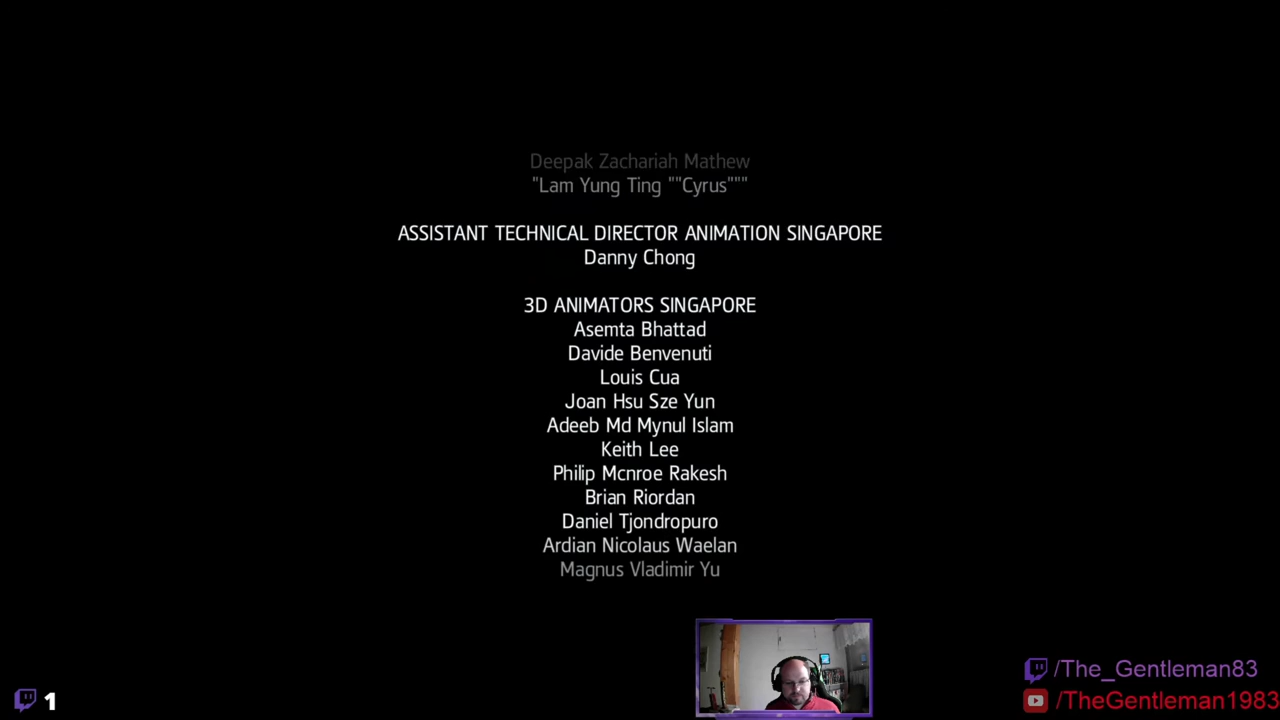 Deepak Zachariah Mathew
"Lam Yung Ting ""Cyrus"""
ASSISTANT TECHNICAL DIRECTOR ANIMATION SINGAPORE
Danny Chong
3D ANIMATORS SINGAPORE
Asemta Bhattad
Davide Benvenuti
Louis Cua
Joan Hsu Sze Yun
Adeeb Md Mynul Islam
Keith Lee
Philip Mcnroe Rakesh
Brian Riordan
Daniel Tjondropuro
Ardian Nicolaus Waelan
Magnus Vladimir Yu
/The_Gentleman83
/TheGentleman1983
1